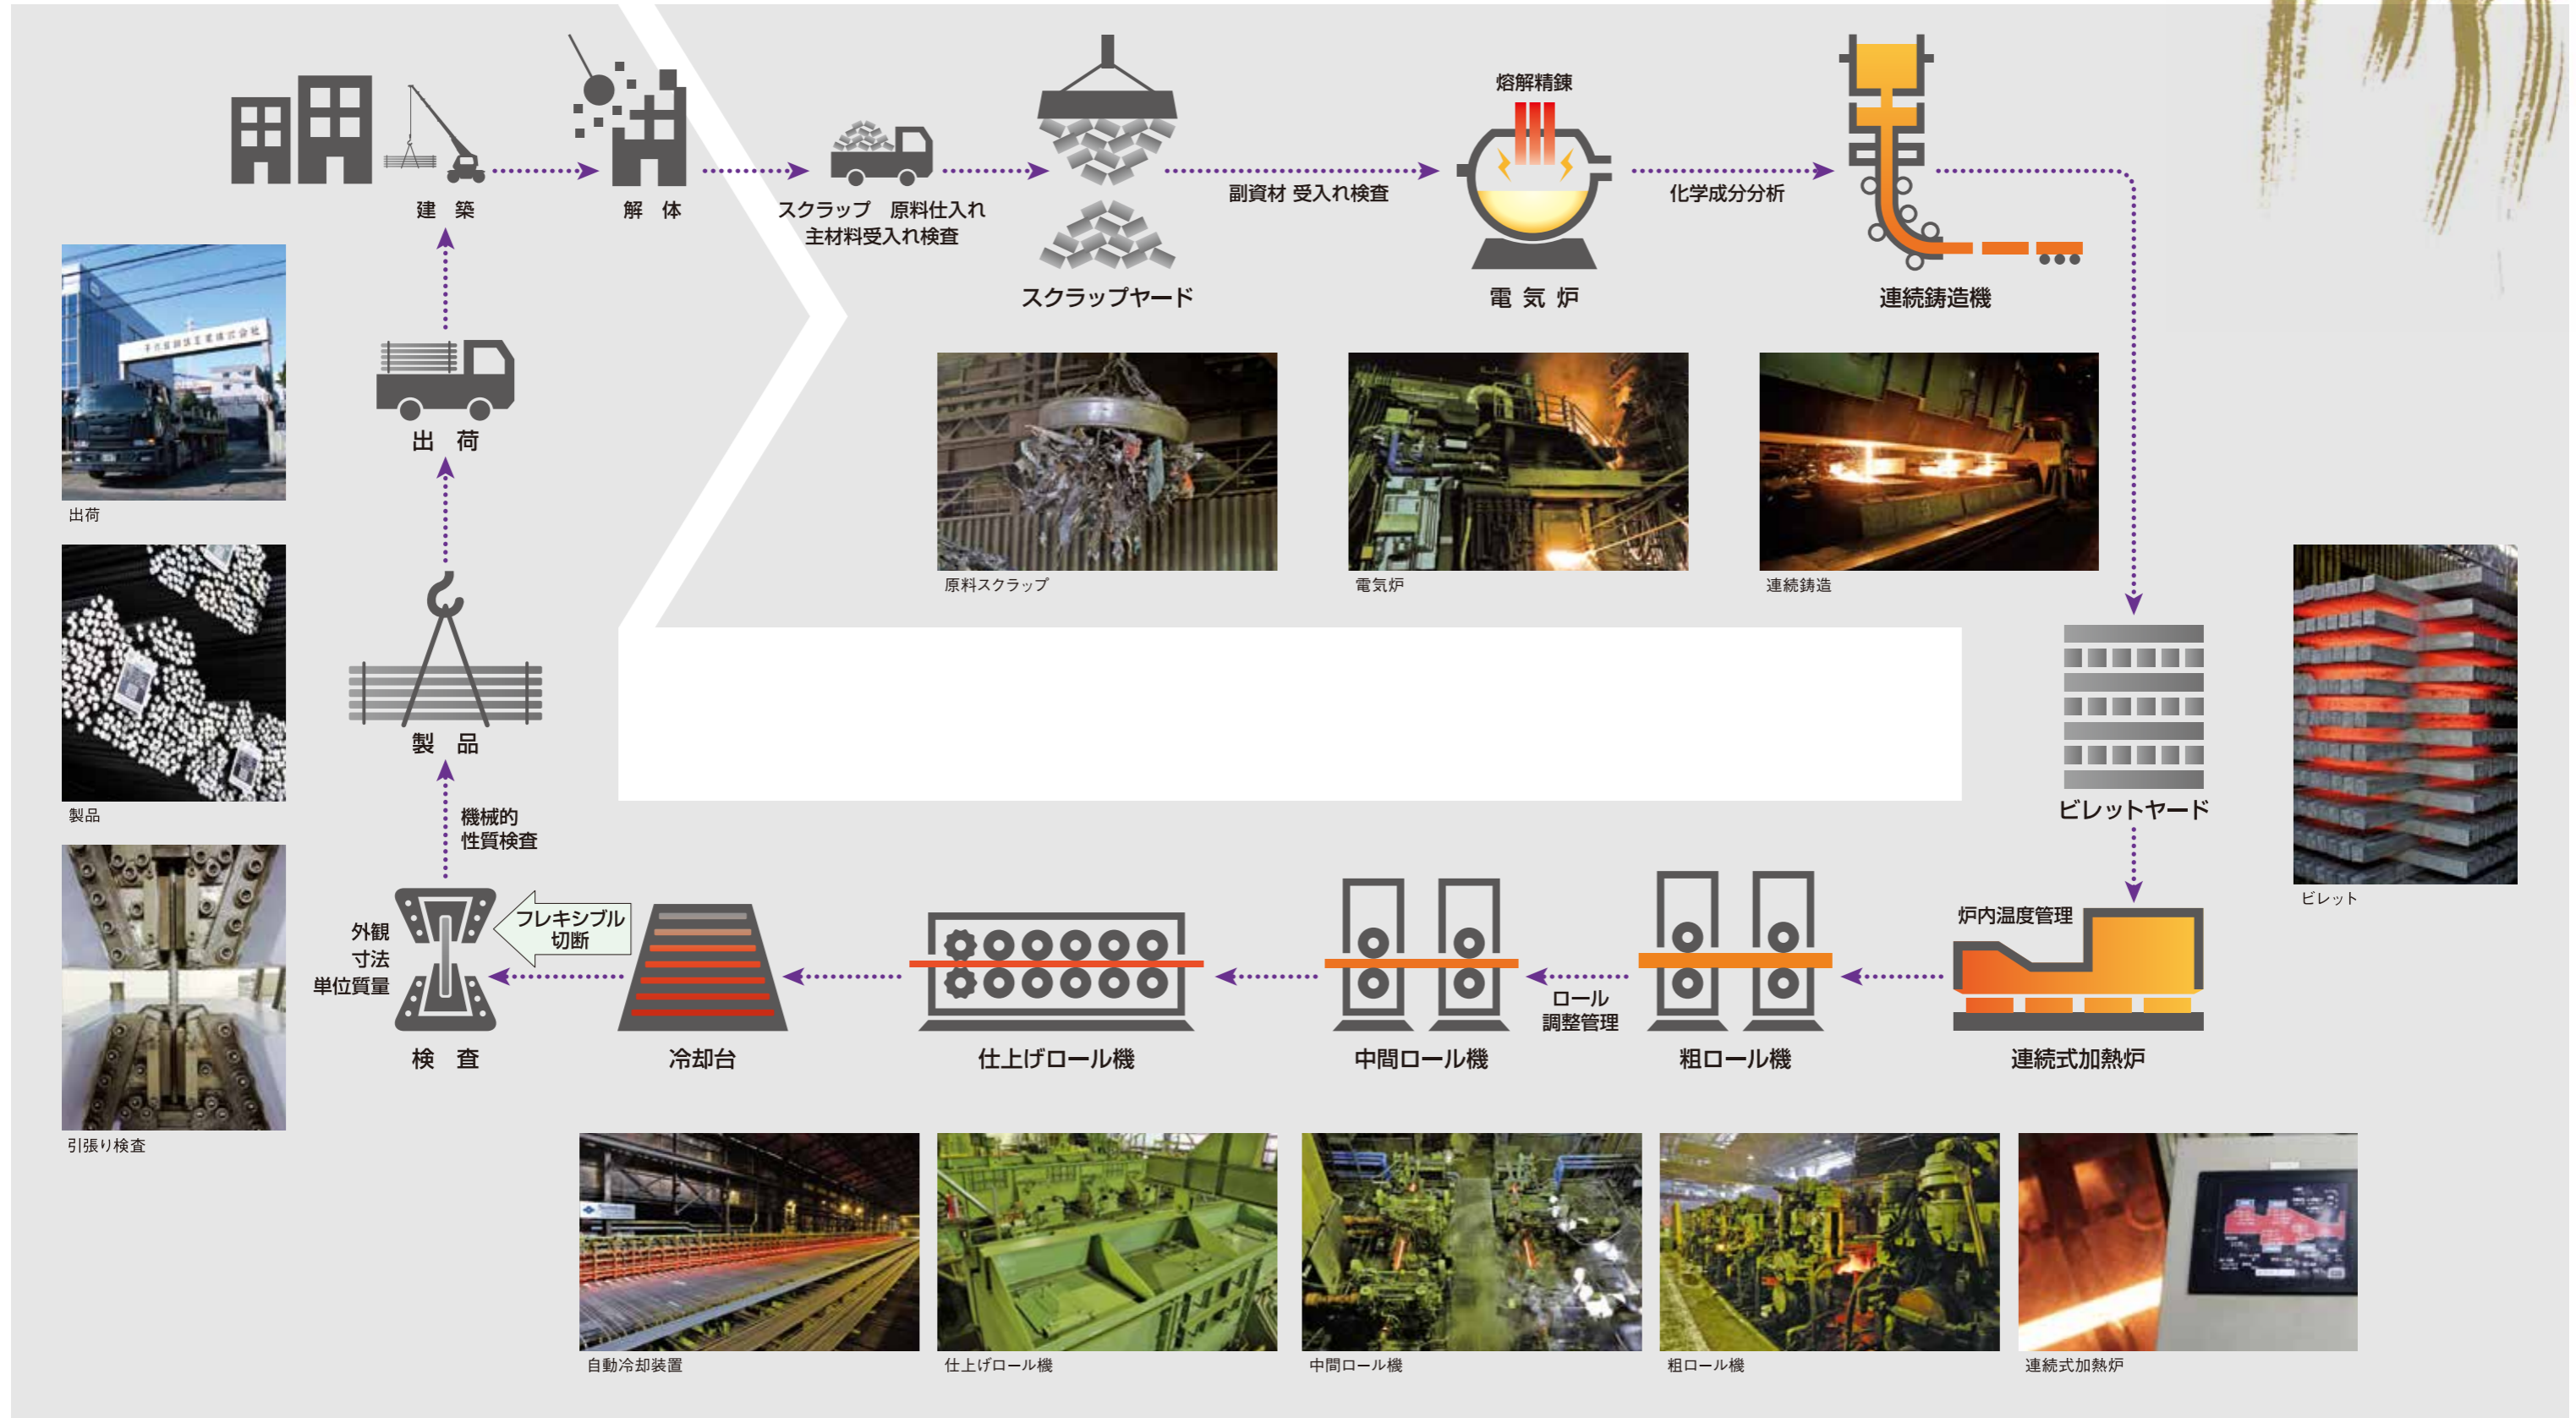 建　築
解　体
スクラップ　原料仕入れ
主材料受入れ検査
スクラップヤード
副資材 受入れ検査
熔解精錬
電 気 炉
化学成分分析
連続鋳造機
原料スクラップ
電気炉
連続鋳造
ビレットヤード
ビレット
炉内温度管理
連続式加熱炉
粗ロール機
ロール
調整管理
中間ロール機
仕上げロール機
冷却台
フレキシブル
切断
外観
寸法
単位質量
検　査
機械的
性質検査
製　品
出　荷
出荷
製品
引張り検査
自動冷却装置
仕上げロール機
中間ロール機
粗ロール機
連続式加熱炉